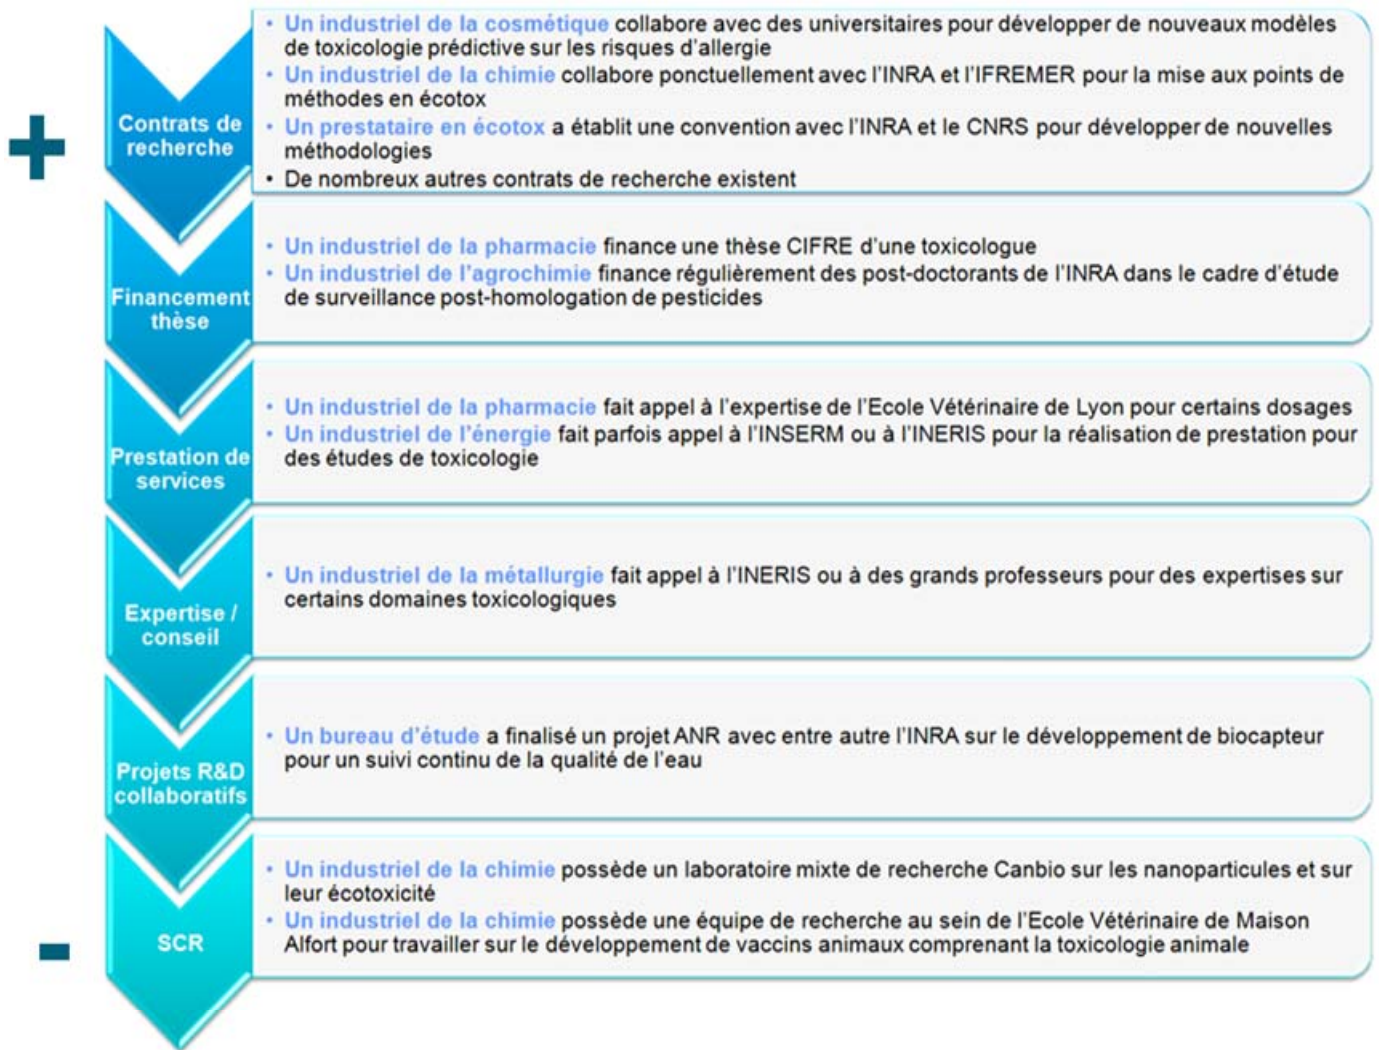 +
Contrats de
recherche
• Un industriel de la cosmétique collabore avec des universitaires pour développer de nouveaux modèles
de toxicologie prédictive sur les risques d'allergie
• Un industriel de la chimie collabore ponctuellement avec l'INRA et l'IFREMER pour la mise aux points de
méthodes en écotox
• Un prestataire en écotox a établit une convention avec l'INRA et le CNRS pour développer de nouvelles
méthodologies
• De nombreux autres contrats de recherche existent
Financement
thèse
• Un industriel de la pharmacie finance une thèse CIFRE d'une toxicologue
• Un industriel de l'agrochimie finance régulièrement des post-doctorants de l'INRA dans le cadre d'étude
de surveillance post-homologation de pesticides
Prestation de
services
• Un industriel de la pharmacie fait appel à l'expertise de l'Ecole Vétérinaire de Lyon pour certains dosages
• Un industriel de l'énergie fait parfois appel à l'INSERM ou à l'INERIS pour la réalisation de prestation pour
des études de toxicologie
Expertise /
conseil
• Un industriel de la métallurgie fait appel à l'INERIS ou à des grands professeurs pour des expertises sur
certains domaines toxicologiques
Projets R&D
collaboratifs
• Un bureau d'étude a finalisé un projet ANR avec entre autre l'INRA sur le développement de biocapteur
pour un suivi continu de la qualité de l'eau
-
SCR
• Un industriel de la chimie possède un laboratoire mixte de recherche Canbio sur les nanoparticules et sur
leur écotoxicité
• Un industriel de la chimie possède une équipe de recherche au sein de l'Ecole Vétérinaire de Maison
Alfort pour travailler sur le développement de vaccins animaux comprenant la toxicologie animale